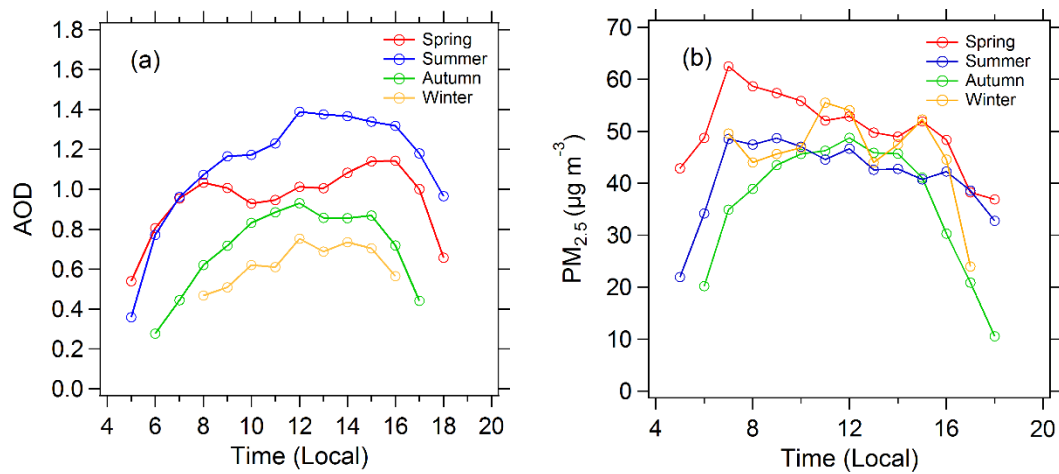 AOD
1.8
1.6
1.4
1.2
1.0
0.8
0.6
0.4
0.2
0.0
(a)
Spring
Summer
Autumn
Winter
4 6 8 10 12 14 16 18 20
Time (Local)
PM2.5 (µg m−3)
70
60
50
40
30
20
10
0
(b)
Spring
Summer
Autumn
Winter
4 8 12 16 20
Time (Local)